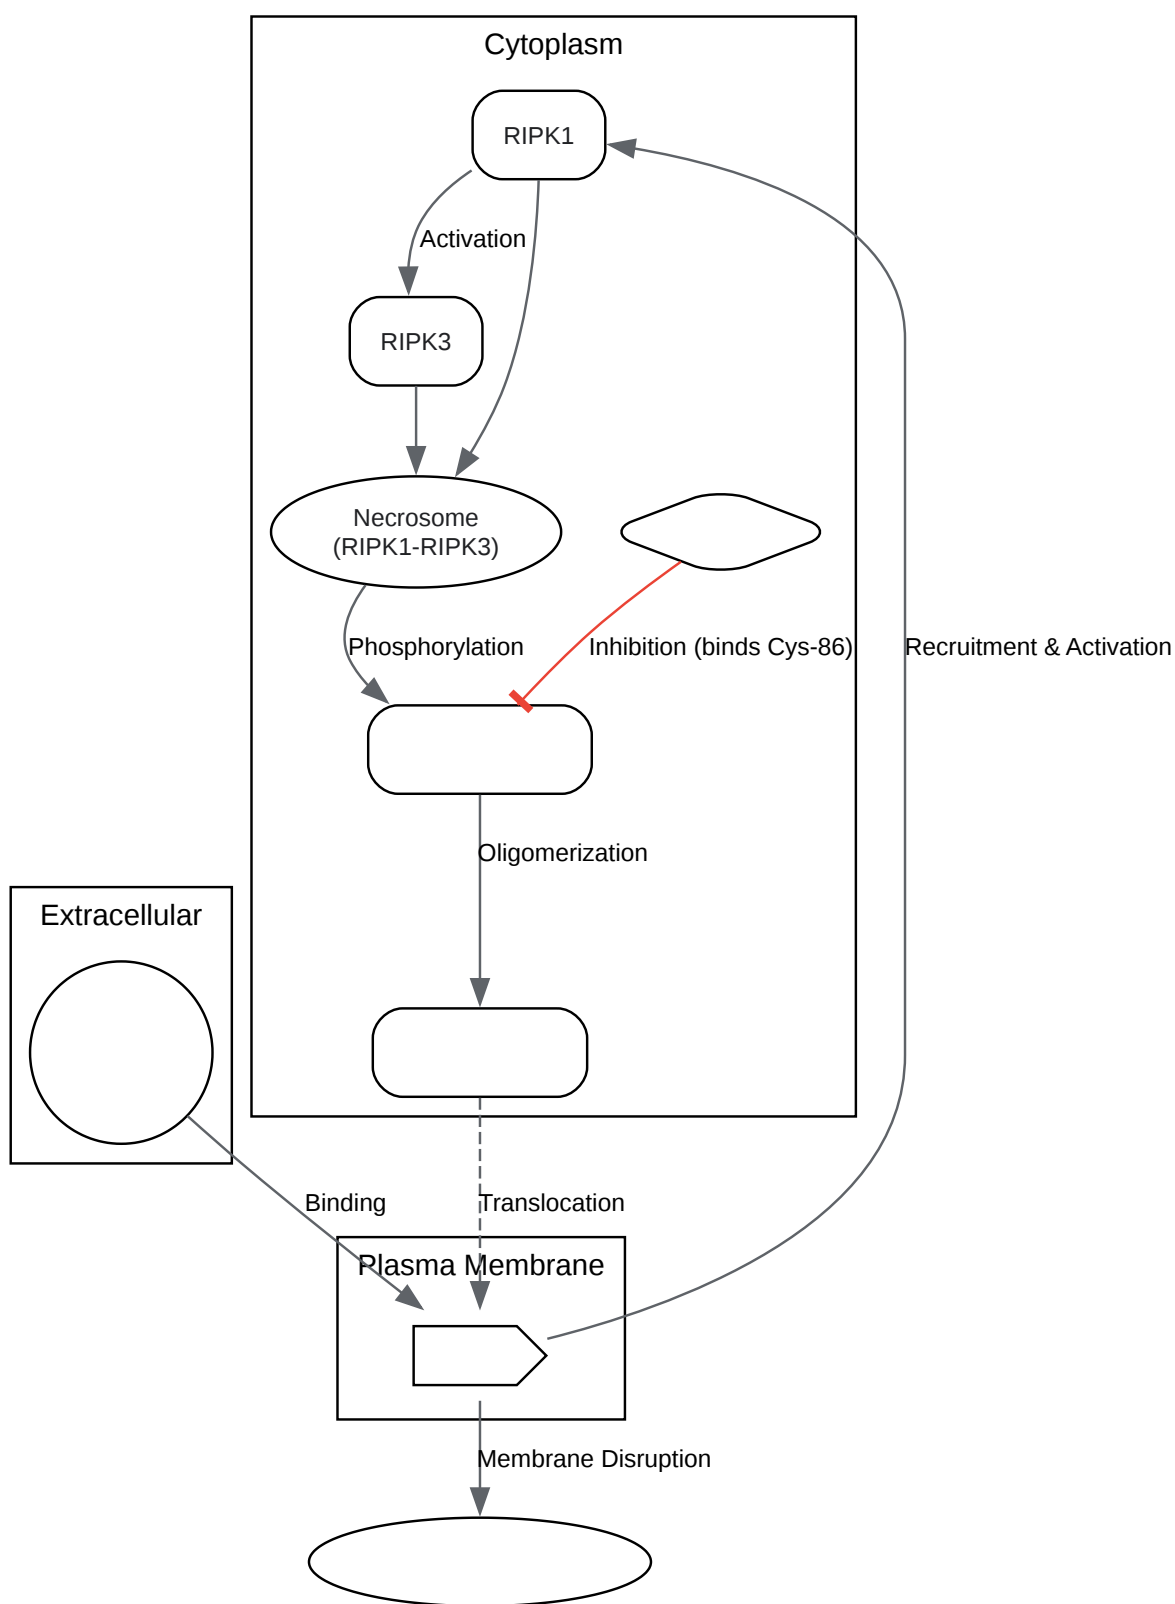 Cytoplasm
RIPK1
Activation
RIPK3
Necrosome
(RIPK1-RIPK3)
Phosphorylation
Inhibition (binds Cys-86)
Recruitment & Activation
Oligomerization
Extracellular
Binding
Translocation
Plasma Membrane
Membrane Disruption